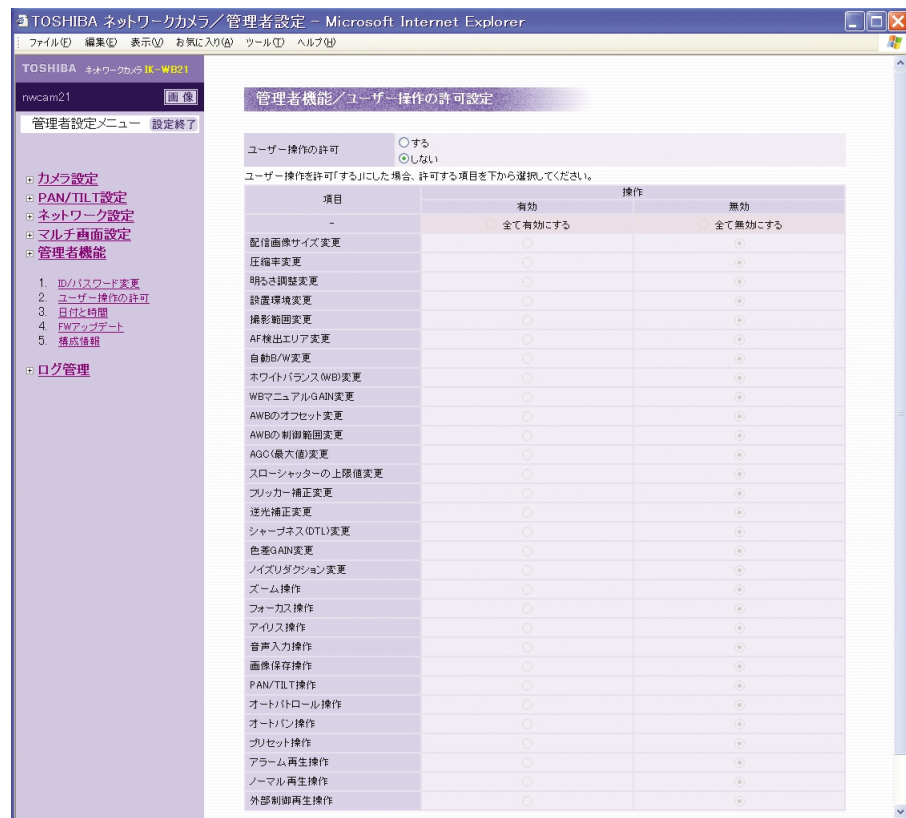 TOSHIBA ネットワークカメラ／管理者設定 - Microsoft Internet Explorer
ファイル(F) 編集(E) 表示(V) お気に入り(A) ツール(T) ヘルプ(H)
TOSHIBA ネットワークカメラ IK-WB21
nwcam21 画像
管理者設定メニュー 設定終了
カメラ設定
PAN/TILT設定
ネットワーク設定
マルチ画面設定
管理者機能
1. ID/パスワード変更
2. ユーザー操作の許可
3. 日付と時間
4. FWアップデート
5. 構成情報
ログ管理
管理者機能／ユーザー操作の許可設定
ユーザー操作の許可
する
しない
ユーザー操作を許可「する」にした場合、許可する項目を下から選択してください。
項目 操作
有効 無効
- 全て有効にする 全て無効にする
配信画像サイズ変更
圧縮率変更
明るさ調整変更
設置環境変更
撮影範囲変更
AF検出エリア変更
自動B/W変更
ホワイトバランス(WB)変更
WBマニュアルGAIN変更
AWBのオフセット変更
AWBの制御範囲変更
AGC(最大値)変更
スローシャッターの上限値変更
フリッカー補正変更
逆光補正変更
シャープネス(DTL)変更
色差GAIN変更
ノイズリダクション変更
ズーム操作
フォーカス操作
アイリス操作
音声入力操作
画像保存操作
PAN/TILT操作
オートパトロール操作
オートパン操作
プリセット操作
アラーム再生操作
ノーマル再生操作
外部制御再生操作